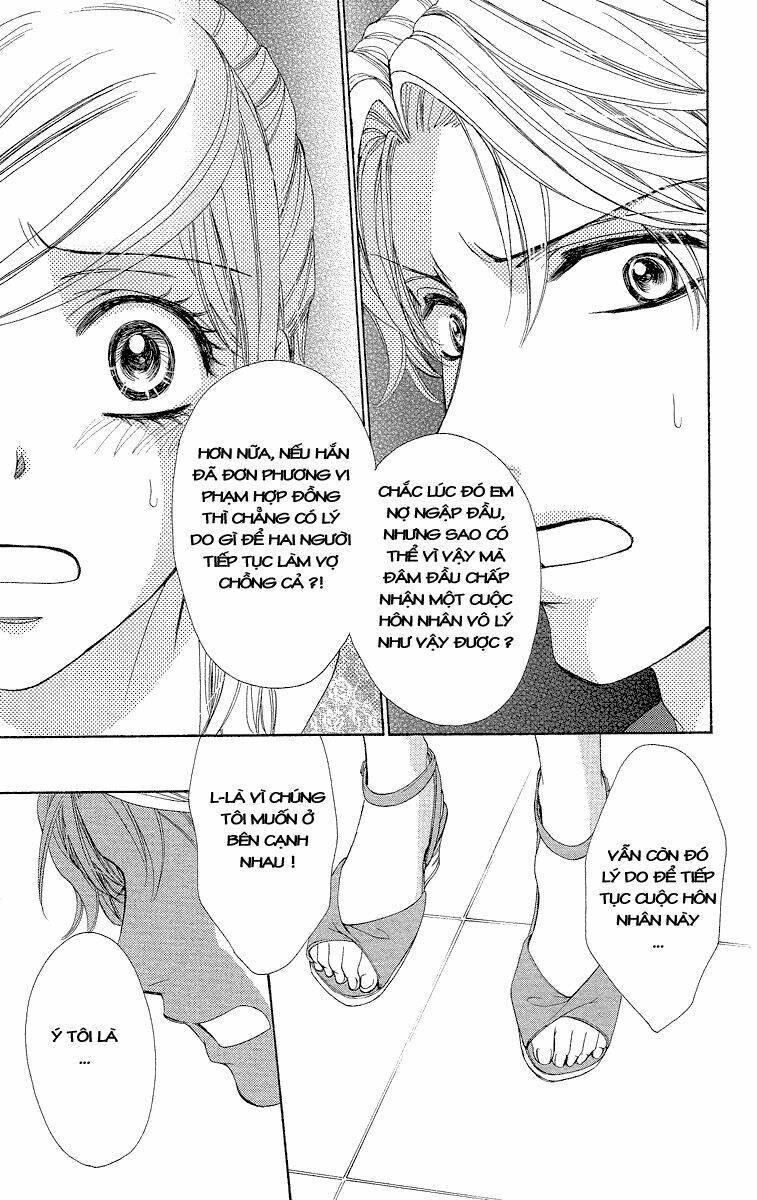 CHẮC LÚC ĐÓ EM
NỢ NGẬP ĐẦU,
NHƯNG SAO CÓ
THỂ VÌ VẬY MÀ
ĐÂM ĐẦU CHẤP
NHẬN MỘT CUỘC
HÔN NHÂN VÔ LÝ
NHƯ VẬY ĐƯỢC ?
HƠN NỮA, NẾU HẮN
ĐÃ ĐƠN PHƯƠNG VI
PHẠM HỢP ĐỒNG
THÌ CHẲNG CÓ LÝ
DO GÌ ĐỂ HAI NGƯỜI
TIẾP TỤC LÀM VỢ
CHỒNG CẢ ?!
VẪN CÒN ĐÓ
LÝ DO ĐỂ TIẾP
TỤC CUỘC HÔN
NHÂN NÀY
...
L-LÀ VÌ CHÚNG
TÔI MUỐN Ở
BÊN CẠNH
NHAU !
Ý TÔI LÀ
...